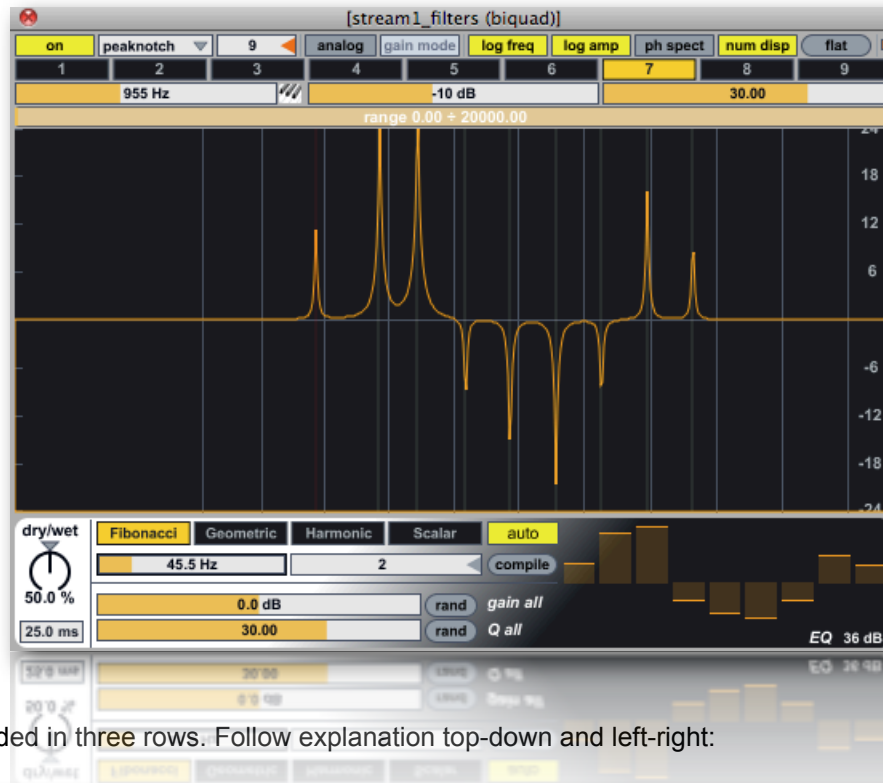 [stream1_filters (biquad)]
on peaknotch 9 analog gain mode log freq log amp ph spect num disp flat
1 2 3 4 5 6 7 8 9
955 Hz -10 dB 30.00
range 0.00 ÷ 20000.00
24
18
12
6
-6
-12
-18
-24
dry/wet Fibonacci Geometric Harmonic Scalar auto
45.5 Hz 2 compile
50.0 %
0.0 dB rand gain all
25.0 ms 30.00 rand Q all
EQ 36 dB
ded in three rows. Follow explanation top-down and left-right: